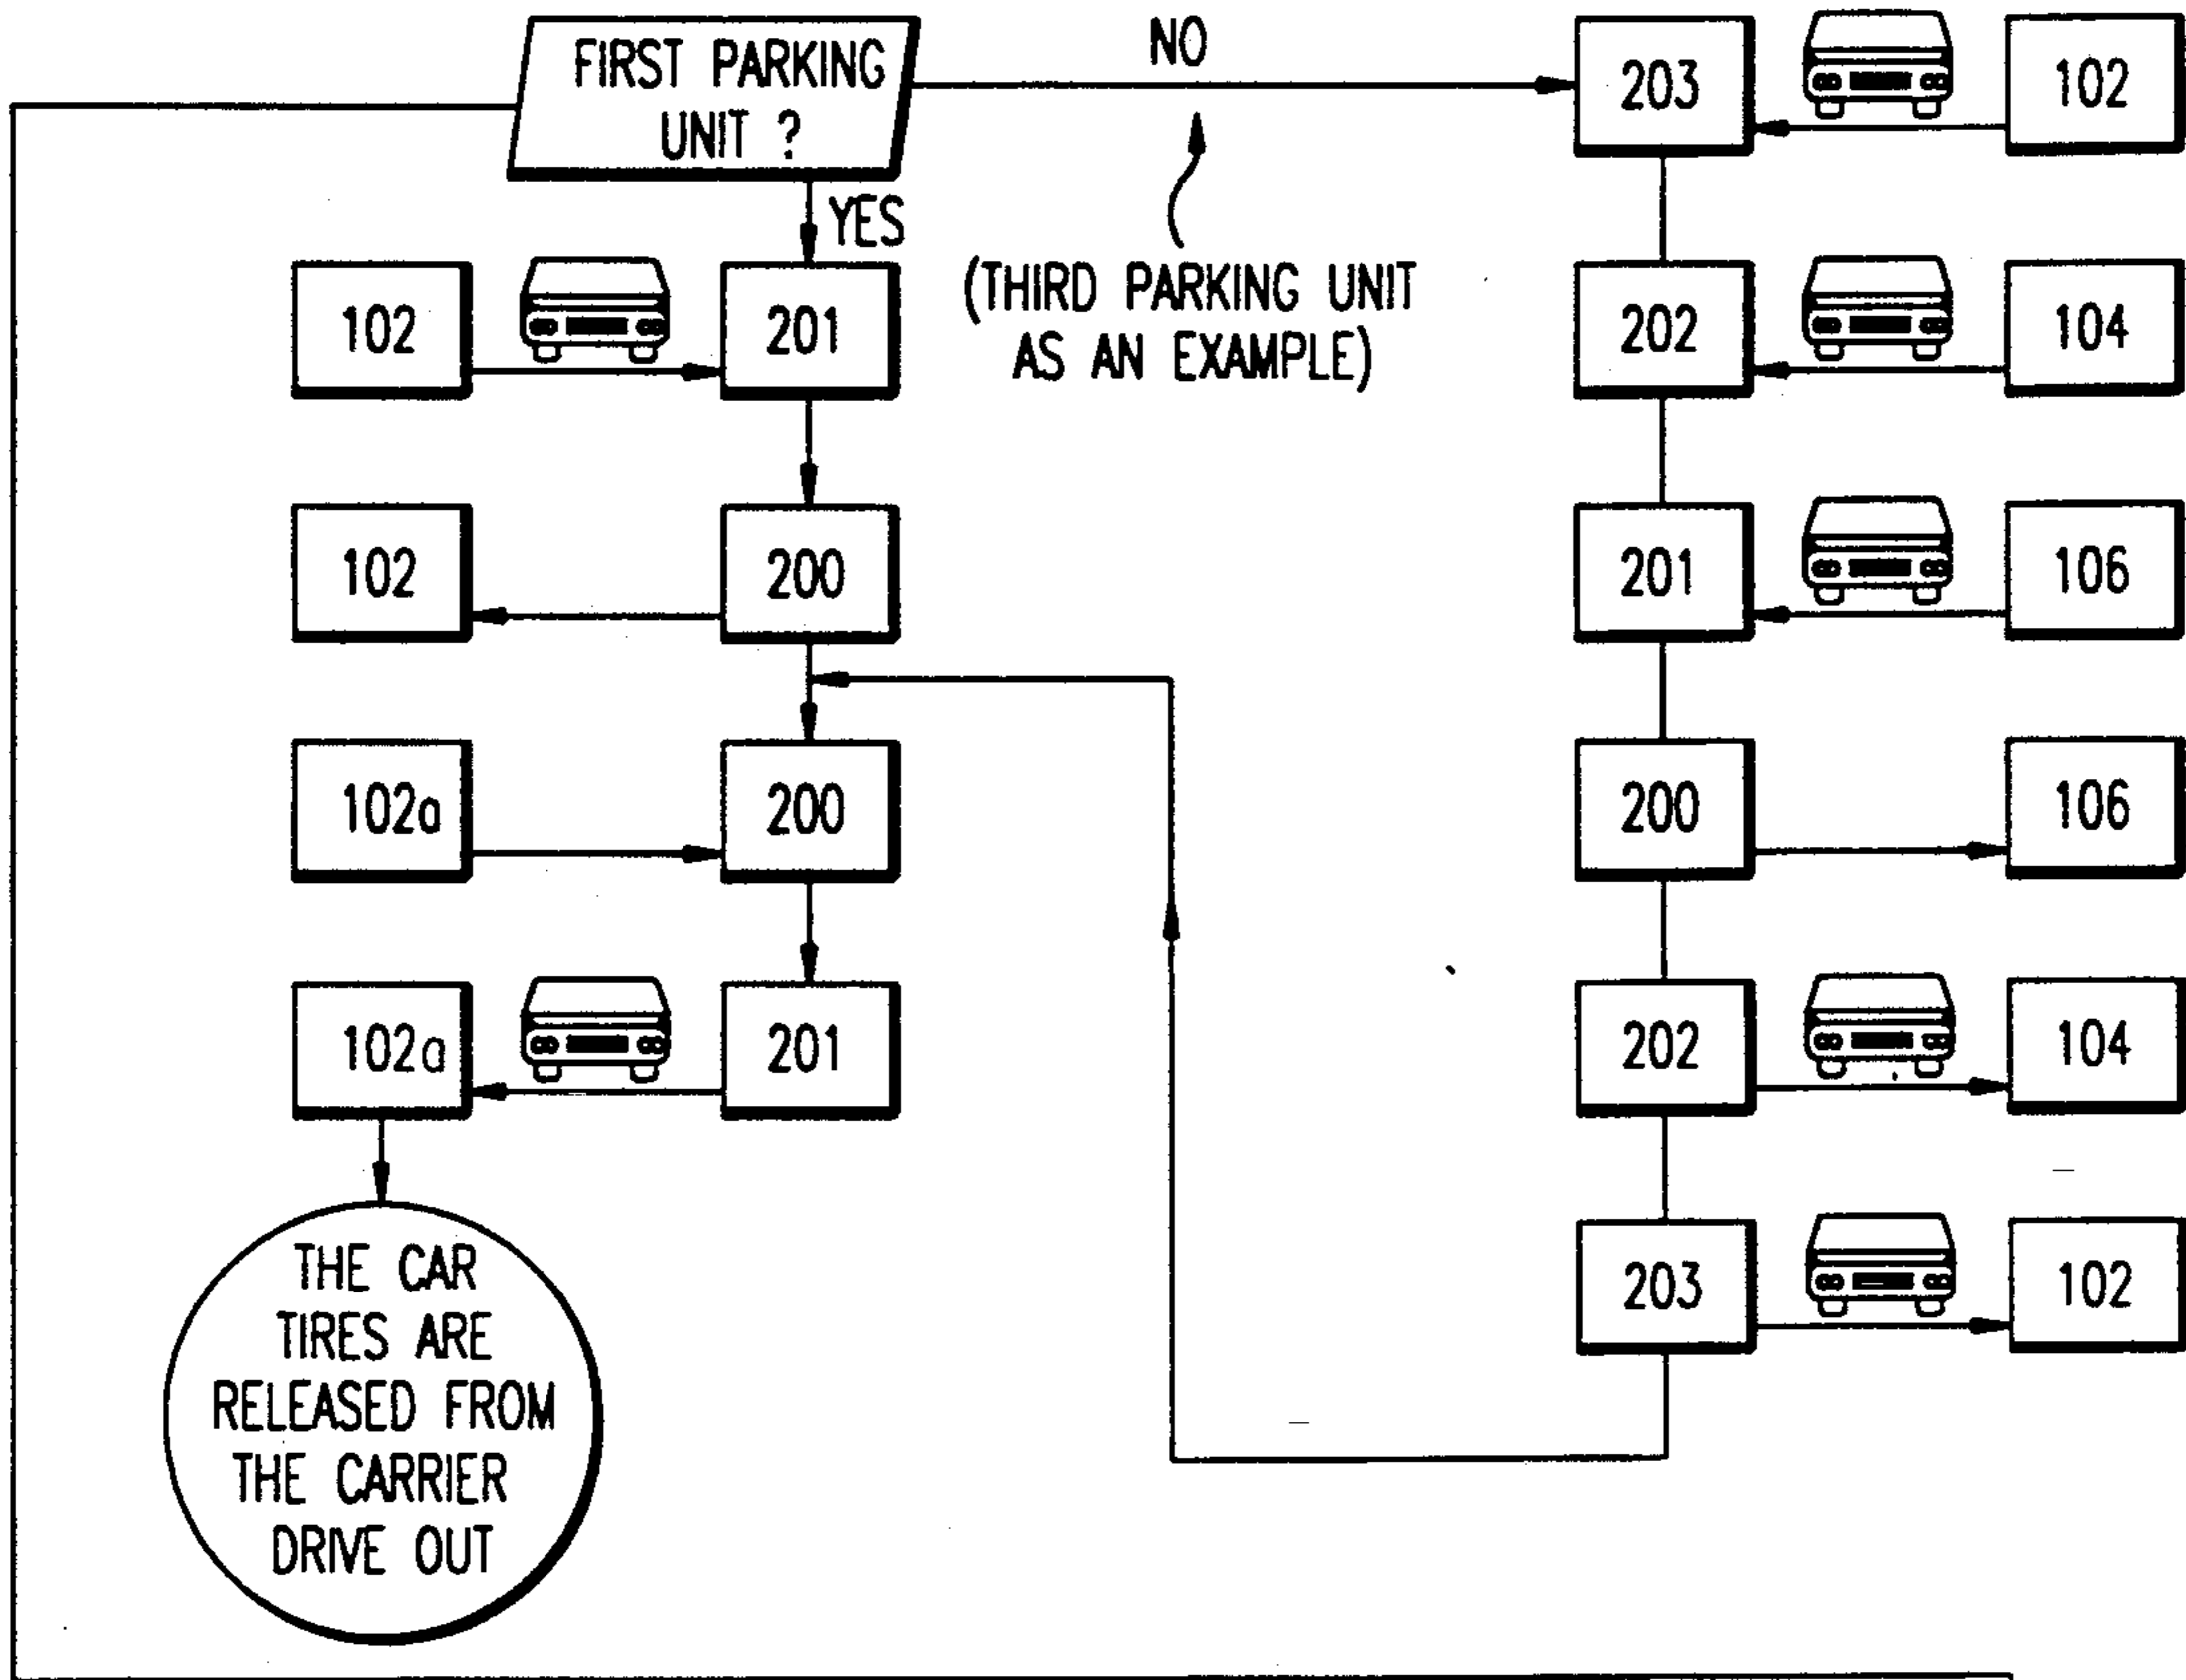 FIRST PARKING
UNIT ?
NO
203
102
YES
(THIRD PARKING UNIT
AS AN EXAMPLE)
102
201
202
104
102
200
201
106
102a
200
200
106
102a
201
202
104
203
102
THE CAR
TIRES ARE
RELEASED FROM
THE CARRIER
DRIVE OUT